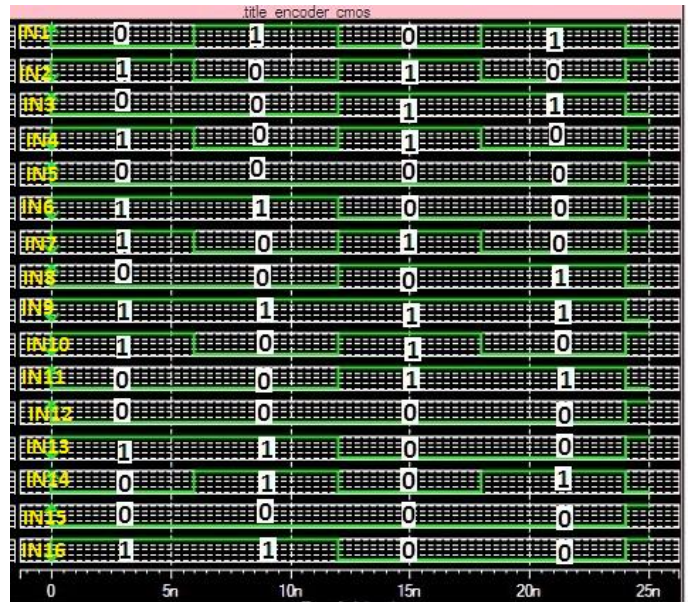 .title encoder cmos
IN1 0 1 0 1
IN2 1 0 1 0
IN3 0 0 1 1
IN4 1 0 1 0
IN5 0 0 0 0
IN6 1 1 0 0
IN7 1 0 1 0
IN8 0 0 0 1
IN9 1 1 1 1
IN10 1 0 1 0
IN11 0 0 1 1
IN12 0 0 0 0
IN13 1 1 0 0
IN14 0 1 0 1
IN15 0 0 0 0
IN16 1 1 0 0
0 5n 10n 15n 20n 25n